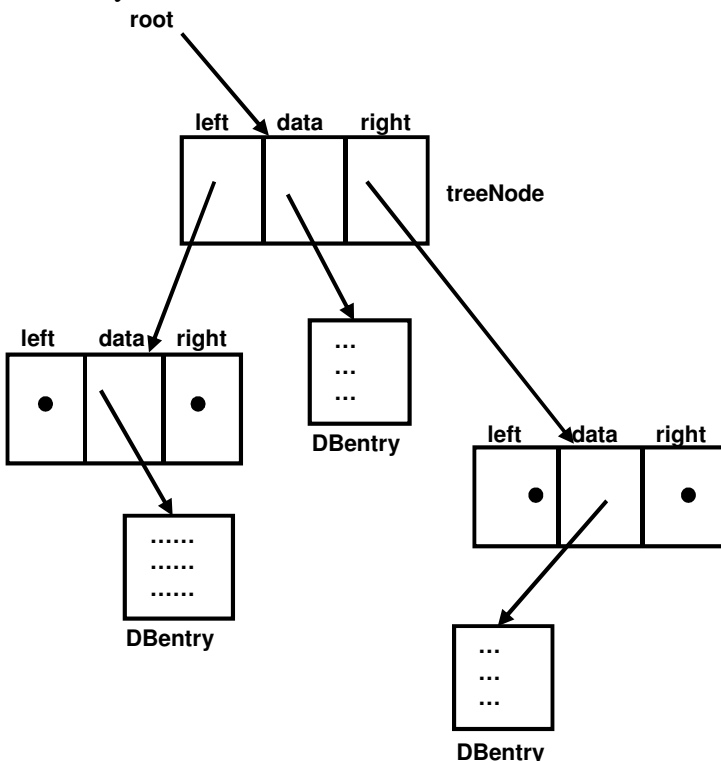 root
left data right
treeNode
...
...
...
DBentry
left data right
......
......
......
DBentry
left data right
...
...
...
DBentry